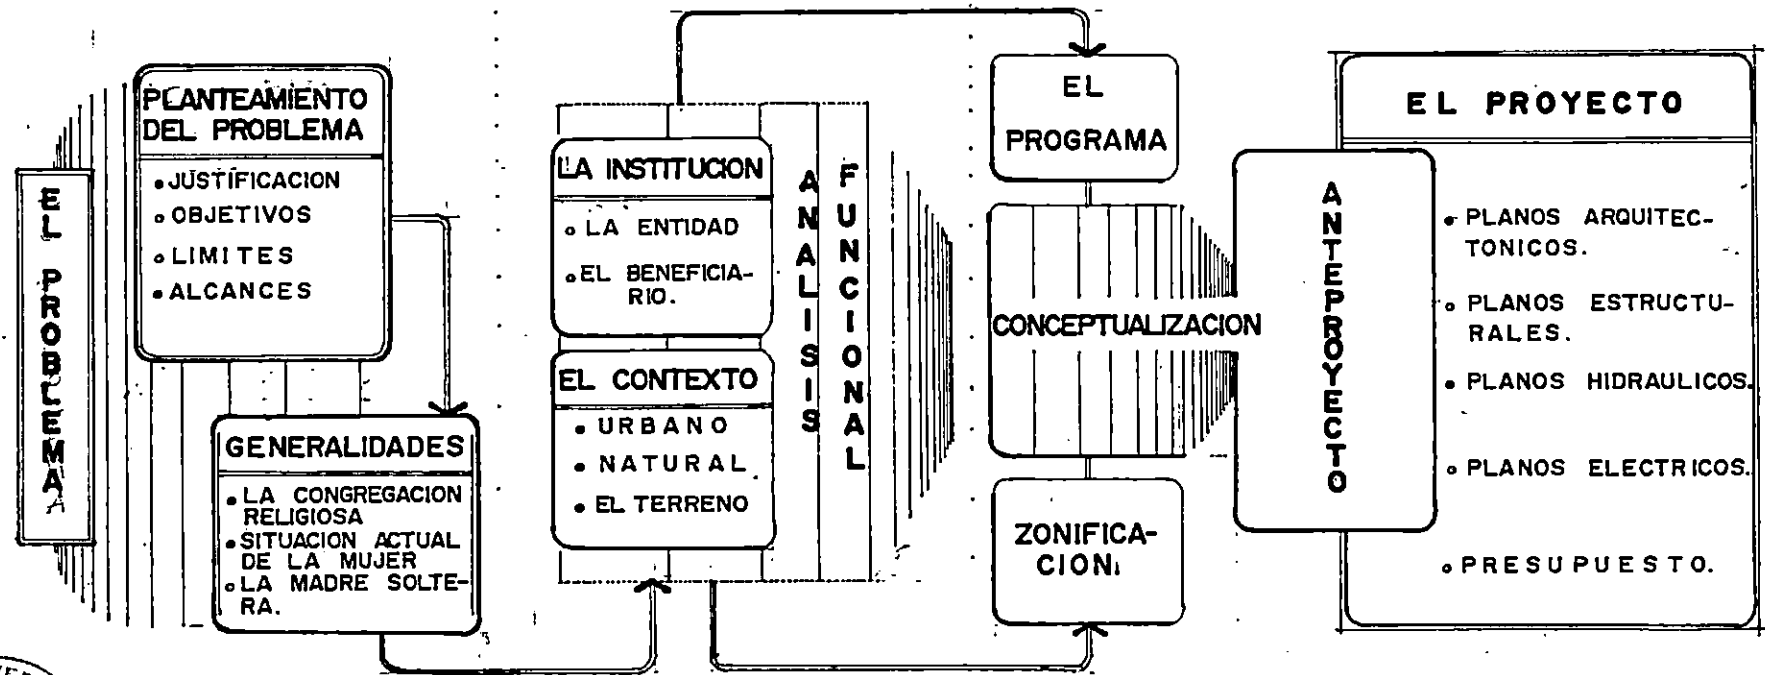 EL PROBLEMA
PLANTEAMIENTO
DEL PROBLEMA
• JUSTIFICACION
∘ OBJETIVOS
∘ LIMITES
• ALCANCES
GENERALIDADES
• LA CONGREGACION
RELIGIOSA
• SITUACION ACTUAL
DE LA MUJER
∘ LA MADRE SOLTE-
RA.
LA INSTITUCION
∘ LA ENTIDAD
∘ EL BENEFICIA-
RIO.
EL CONTEXTO
• URBANO
• NATURAL
• EL TERRENO
ANALISIS
FUNCIONAL
EL
PROGRAMA
CONCEPTUALIZACION
ZONIFICA-
CION.
ANTEPROYECTO
EL PROYECTO
• PLANOS ARQUITEC-
TONICOS.
∘ PLANOS ESTRUCTU-
RALES.
• PLANOS HIDRAULICOS.
∘ PLANOS ELECTRICOS.
∘ PRESUPUESTO.